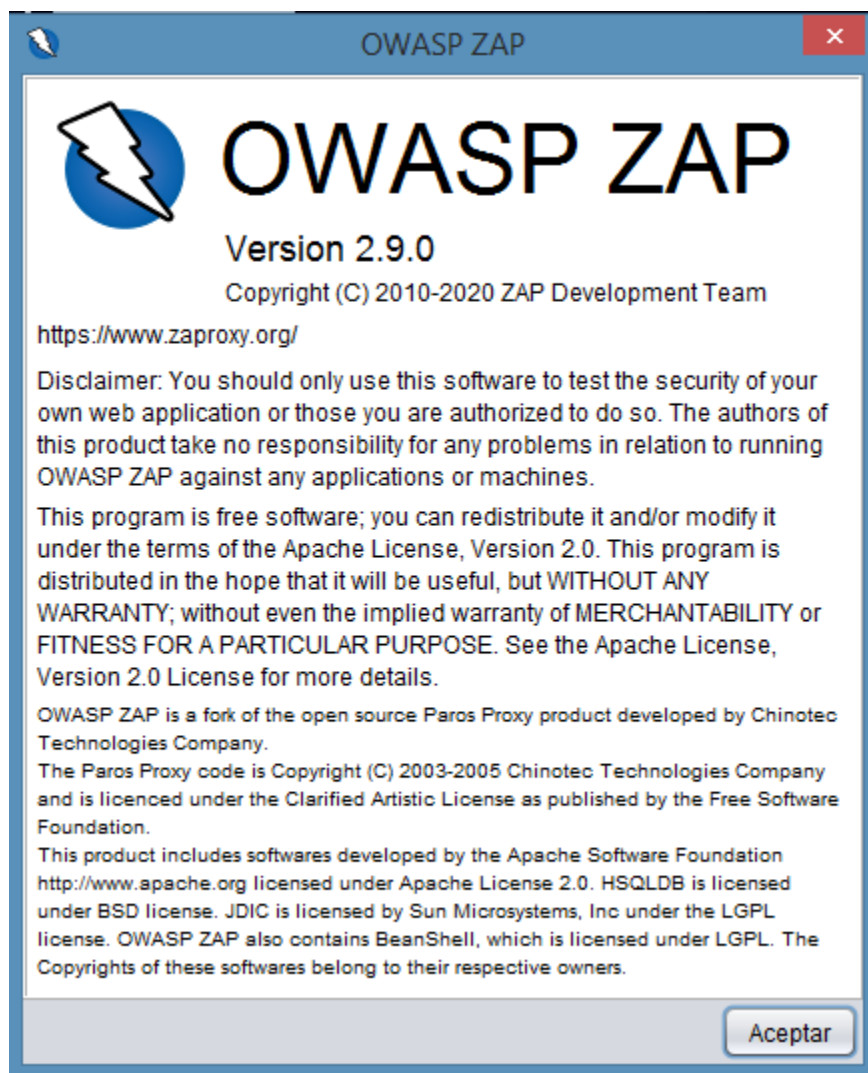 OWASP ZAP
OWASP ZAP
Version 2.9.0
Copyright (C) 2010-2020 ZAP Development Team
https://www.zaproxy.org/
Disclaimer: You should only use this software to test the security of your
own web application or those you are authorized to do so. The authors of
this product take no responsibility for any problems in relation to running
OWASP ZAP against any applications or machines.
This program is free software; you can redistribute it and/or modify it
under the terms of the Apache License, Version 2.0. This program is
distributed in the hope that it will be useful, but WITHOUT ANY
WARRANTY; without even the implied warranty of MERCHANTABILITY or
FITNESS FOR A PARTICULAR PURPOSE. See the Apache License,
Version 2.0 License for more details.
OWASP ZAP is a fork of the open source Paros Proxy product developed by Chinotec
Technologies Company.
The Paros Proxy code is Copyright (C) 2003-2005 Chinotec Technologies Company
and is licenced under the Clarified Artistic License as published by the Free Software
Foundation.
This product includes softwares developed by the Apache Software Foundation
http://www.apache.org licensed under Apache License 2.0. HSQLDB is licensed
under BSD license. JDIC is licensed by Sun Microsystems, Inc under the LGPL
license. OWASP ZAP also contains BeanShell, which is licensed under LGPL. The
Copyrights of these softwares belong to their respective owners.
Aceptar